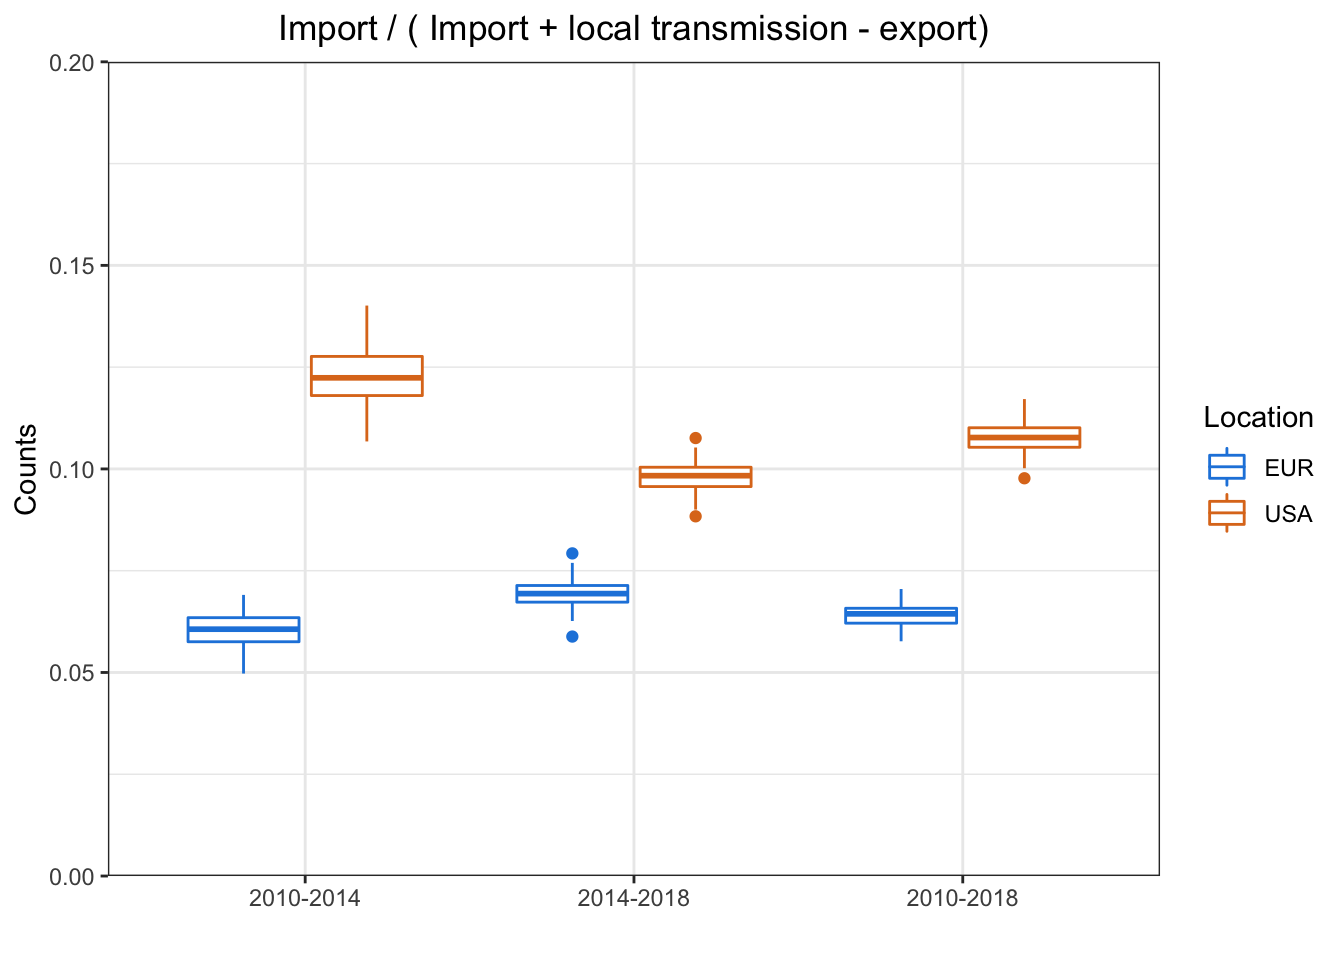 Import / ( Import + local transmission - export)
0.20
0.15
0.10
0.05
0.00
Counts
2010-2014
2014-2018
2010-2018
Location
EUR
USA